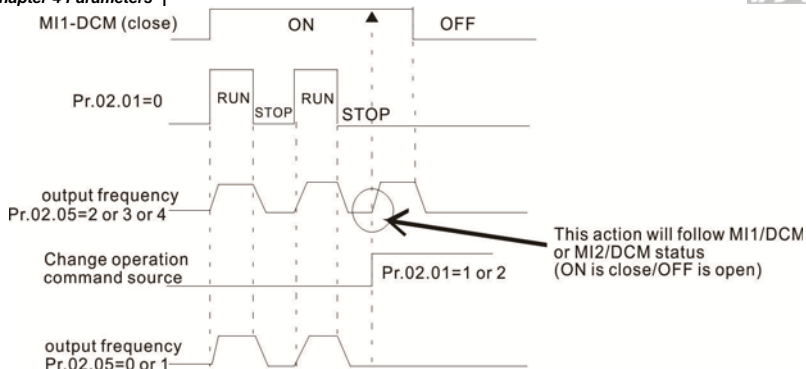 Chapter 4 Parameters |
MI1-DCM (close)
ON
OFF
Pr.02.01=0
RUN
STOP
RUN
STOP
output frequency
Pr.02.05=2 or 3 or 4
This action will follow MI1/DCM
or MI2/DCM status
(ON is close/OFF is open)
Change operation
command source
Pr.02.01=1 or 2
output frequency
Pr.02.05=0 or 1